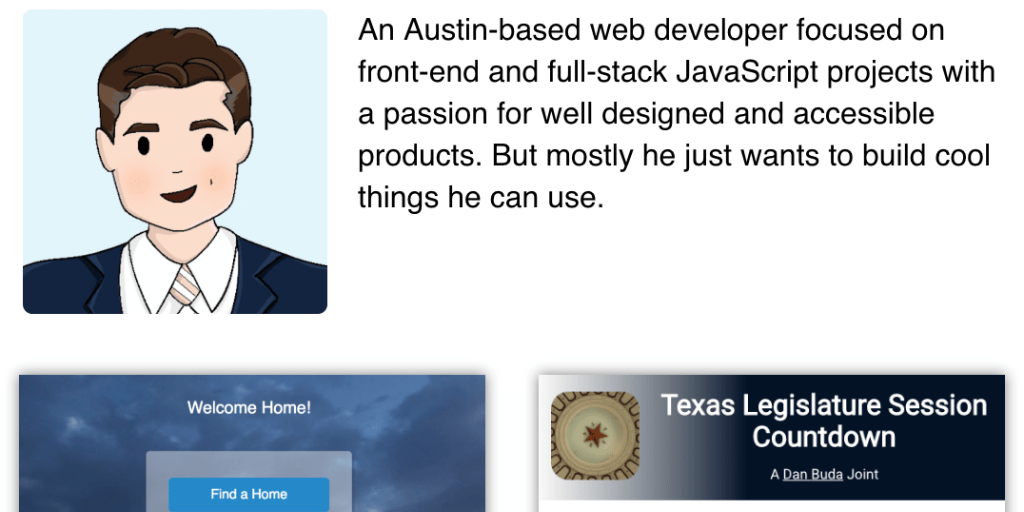 An Austin-based web developer focused on
front-end and full-stack JavaScript projects with
a passion for well designed and accessible
products. But mostly he just wants to build cool
things he can use.
Welcome Home!
Find a Home
Texas Legislature Session
Countdown
A Dan Buda Joint